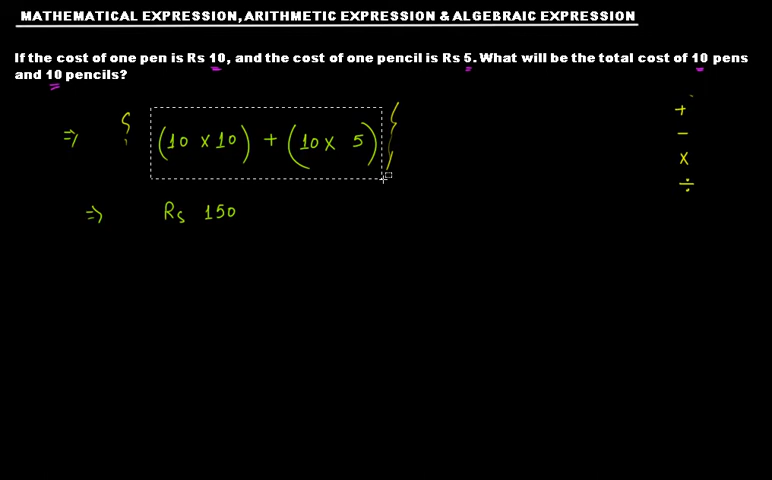 MATHEMATICAL EXPRESSION, ARITHMETIC EXPRESSION & ALGEBRAIC EXPRESSION
If the cost of one pen is Rs 10, and the cost of one pencil is Rs 5. What will be the total cost of 10 pens
and 10 pencils?
⇒ { (10 × 10) + (10 × 5) {
⇒ Rs 150
+
−
×
÷